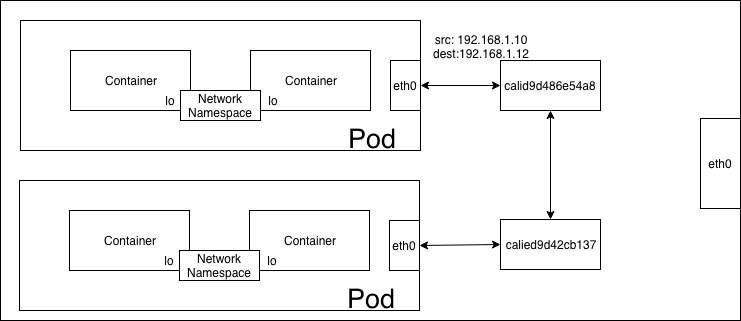 src: 192.168.1.10
dest:192.168.1.12
Container
Container
eth0
calid9d486e54a8
lo
Network
Namespace
lo
Pod
eth0
Container
Container
eth0
calied9d42cb137
lo
Network
Namespace
lo
Pod